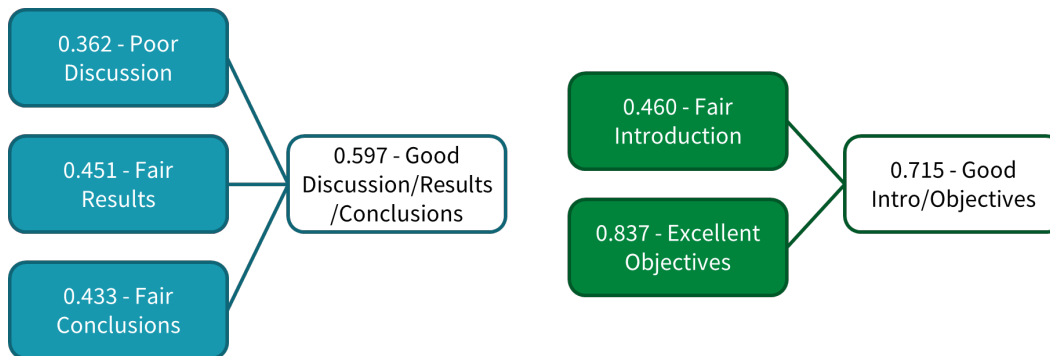 0.362 - Poor
Discussion
0.451 - Fair
Results
0.433 - Fair
Conclusions
0.597 - Good
Discussion/Results
/Conclusions
0.460 - Fair
Introduction
0.837 - Excellent
Objectives
0.715 - Good
Intro/Objectives